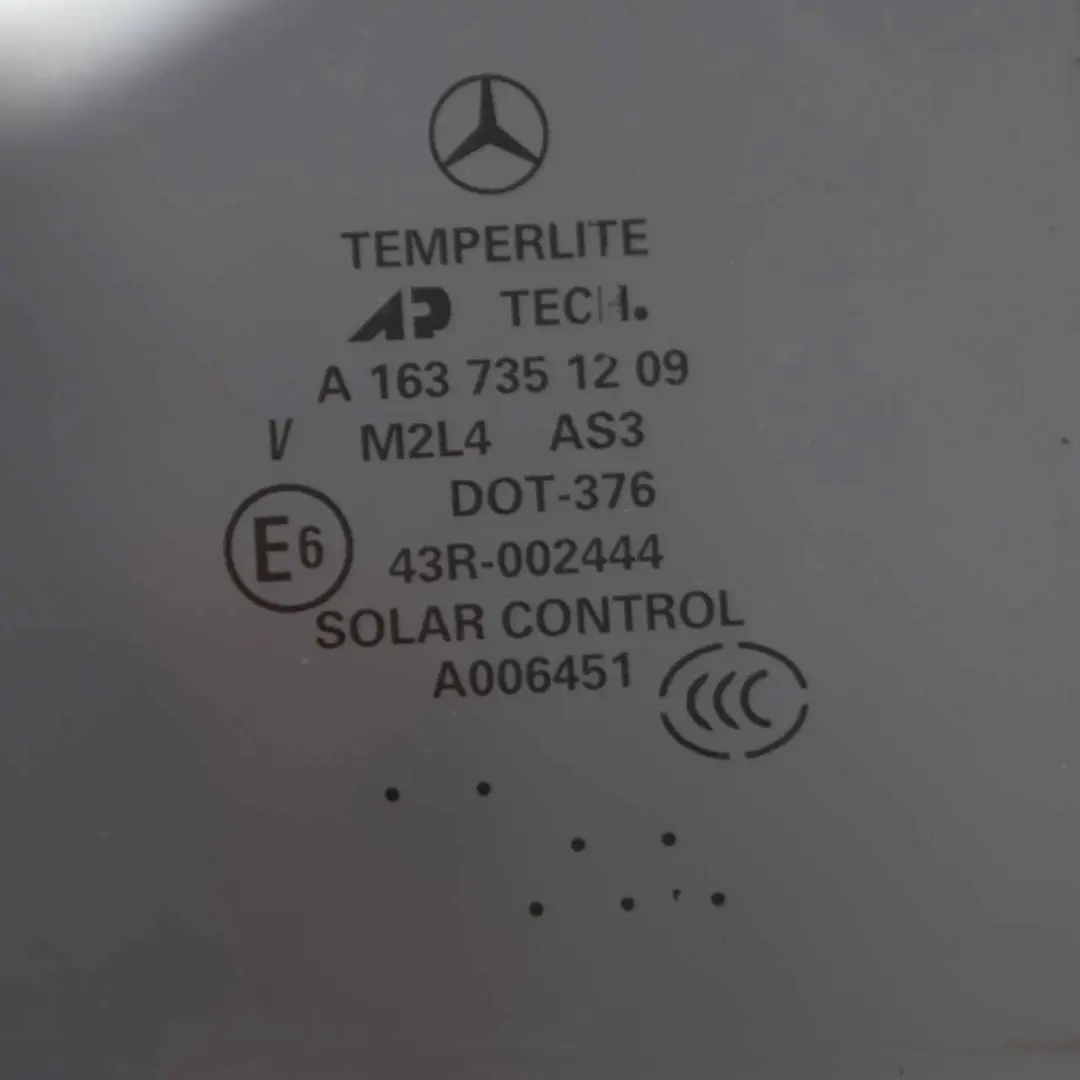 TEMPERLITE
AP TECH.
A 163 735 12 09
V M2L4 AS3
DOT-376
E6 43R-002444
SOLAR CONTROL
A006451
CCC